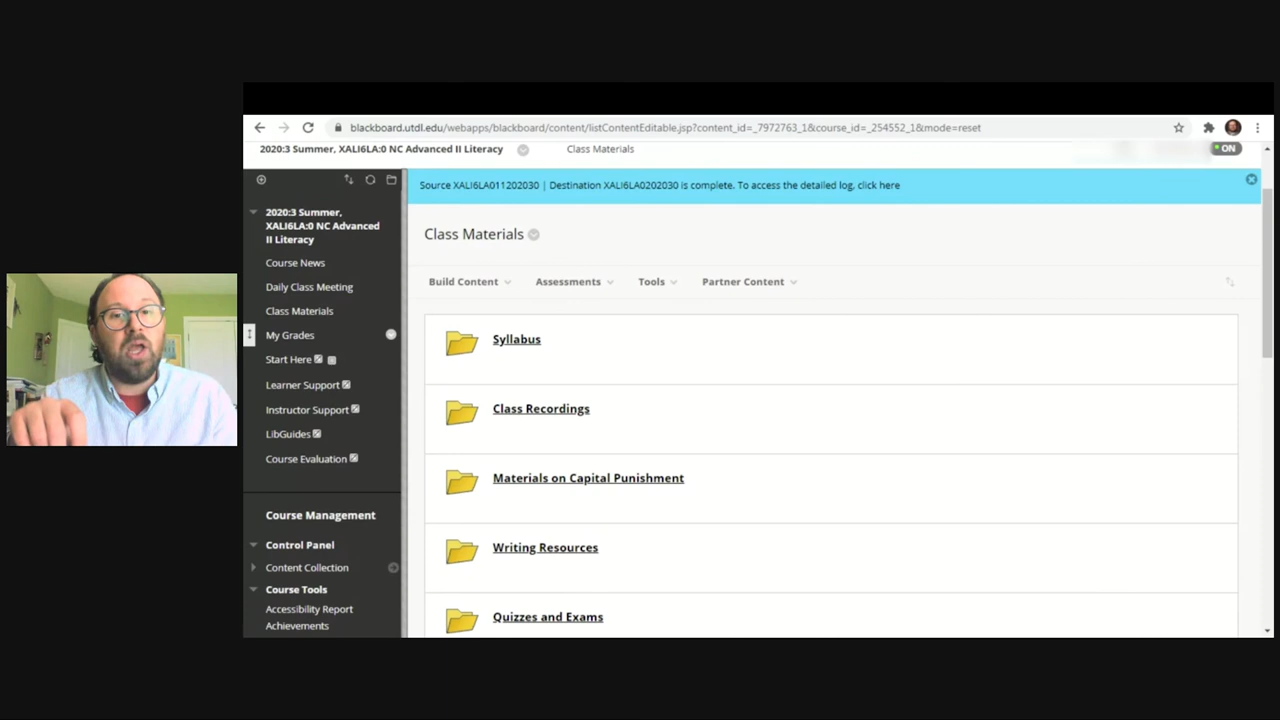 blackboard.utdl.edu/webapps/blackboard/content/listContentEditable.jsp?content_id=_7972763_1&course_id=_254552_1&mode=reset
2020:3 Summer, XALI6LA:0 NC Advanced II Literacy
Class Materials
ON
2020:3 Summer,
XALI6LA:0 NC Advanced
II Literacy
Course News
Daily Class Meeting
Class Materials
My Grades
Start Here
Learner Support
Instructor Support
LibGuides
Course Evaluation
Course Management
Control Panel
Content Collection
Course Tools
Accessibility Report
Achievements
Source XALI6LA011202030 | Destination XALI6LA0202030 is complete. To access the detailed log, click here
Class Materials
Build Content
Assessments
Tools
Partner Content
Syllabus
Class Recordings
Materials on Capital Punishment
Writing Resources
Quizzes and Exams